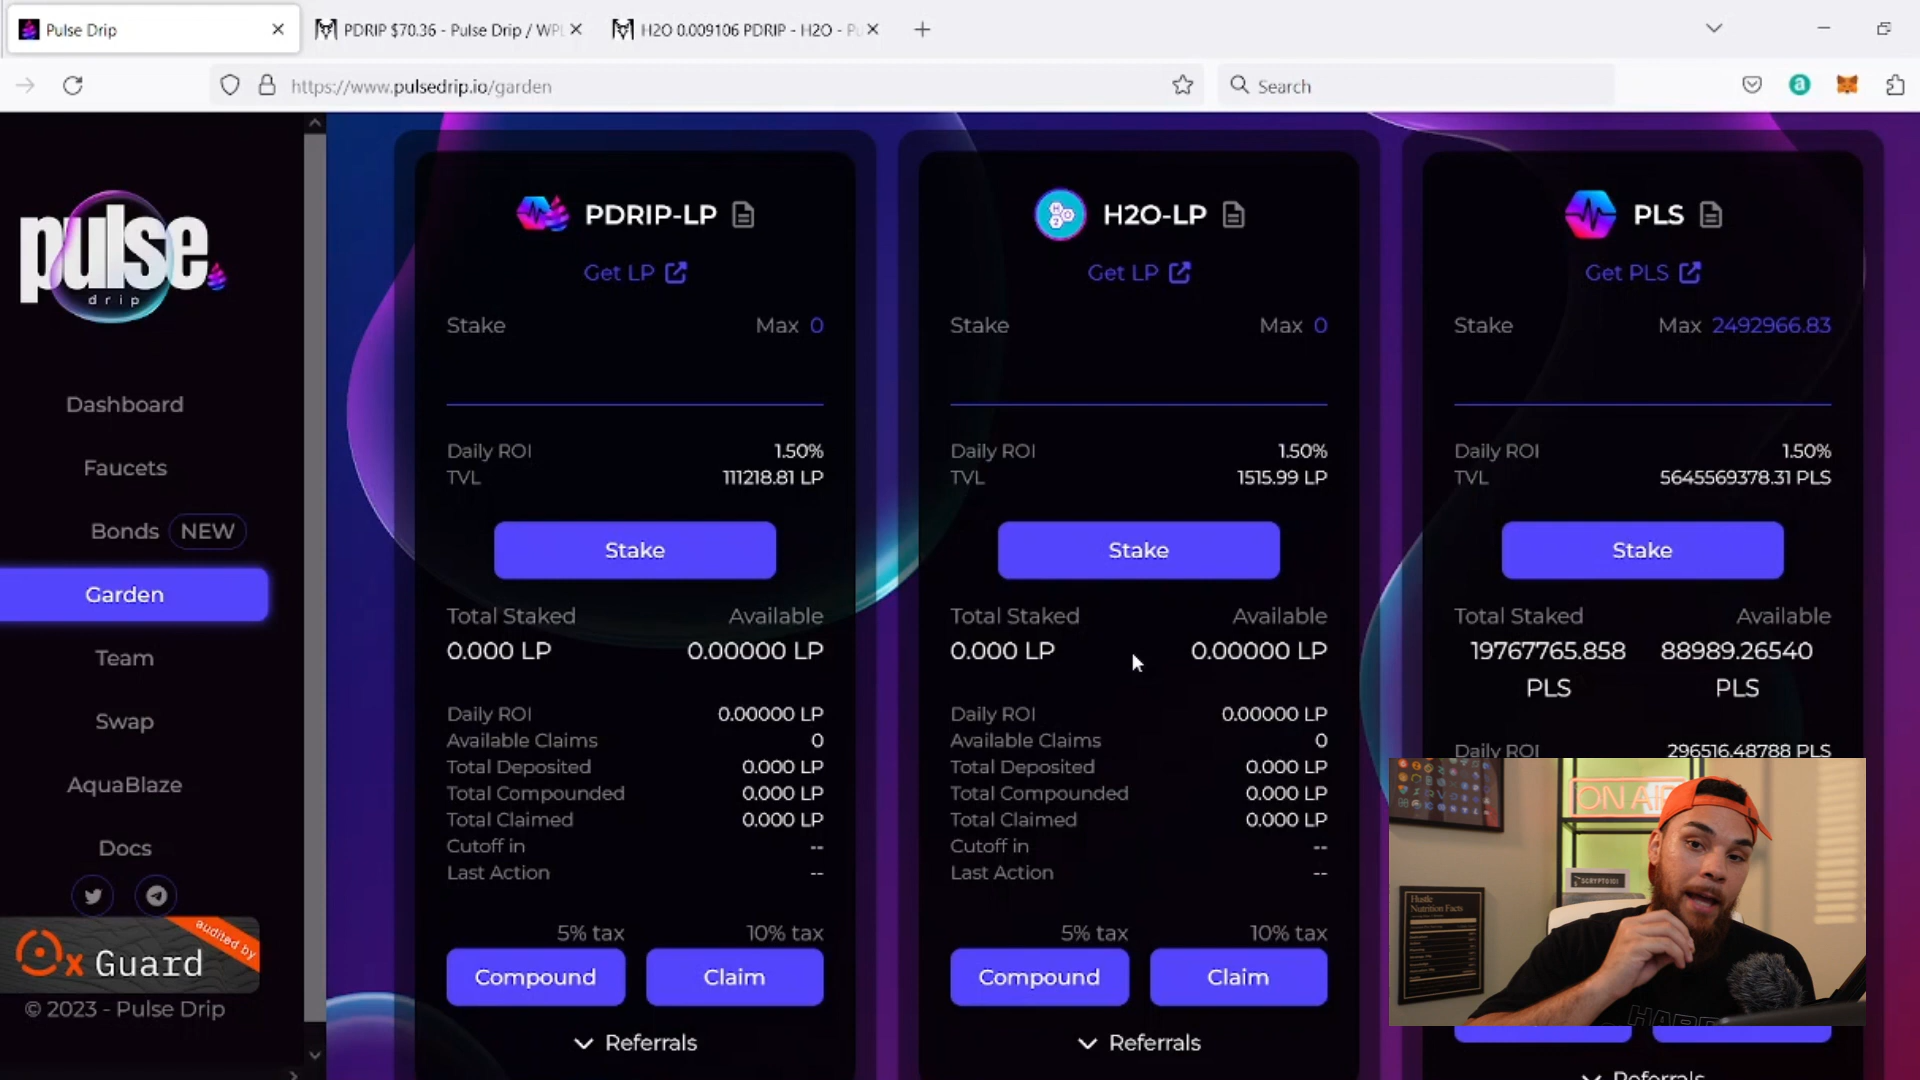 Pulse Drip
PDRIP $70.36 - Pulse Drip / WPL
H2O 0.009106 PDRIP - H2O - Pu
https://www.pulsedrip.io/garden
Search
pulse
drip
Dashboard
Faucets
Bonds NEW
Garden
Team
Swap
AquaBlaze
Docs
audited by
0x Guard
© 2023 - Pulse Drip
PDRIP-LP
Get LP
Stake Max 0
Daily ROI 1.50%
TVL 111218.81 LP
Stake
Total Staked Available
0.000 LP 0.00000 LP
Daily ROI 0.00000 LP
Available Claims 0
Total Deposited 0.000 LP
Total Compounded 0.000 LP
Total Claimed 0.000 LP
Cutoff in --
Last Action --
5% tax 10% tax
Compound Claim
Referrals
H2O-LP
Get LP
Stake Max 0
Daily ROI 1.50%
TVL 1515.99 LP
Stake
Total Staked Available
0.000 LP 0.00000 LP
Daily ROI 0.00000 LP
Available Claims 0
Total Deposited 0.000 LP
Total Compounded 0.000 LP
Total Claimed 0.000 LP
Cutoff in --
Last Action --
5% tax 10% tax
Compound Claim
Referrals
PLS
Get PLS
Stake Max 2492966.83
Daily ROI 1.50%
TVL 5645569378.31 PLS
Stake
Total Staked Available
19767765.858 88989.26540
PLS PLS
Daily ROI 296516.48788 PLS
Referrals
ON AI
Hustle
Nutrition Facts